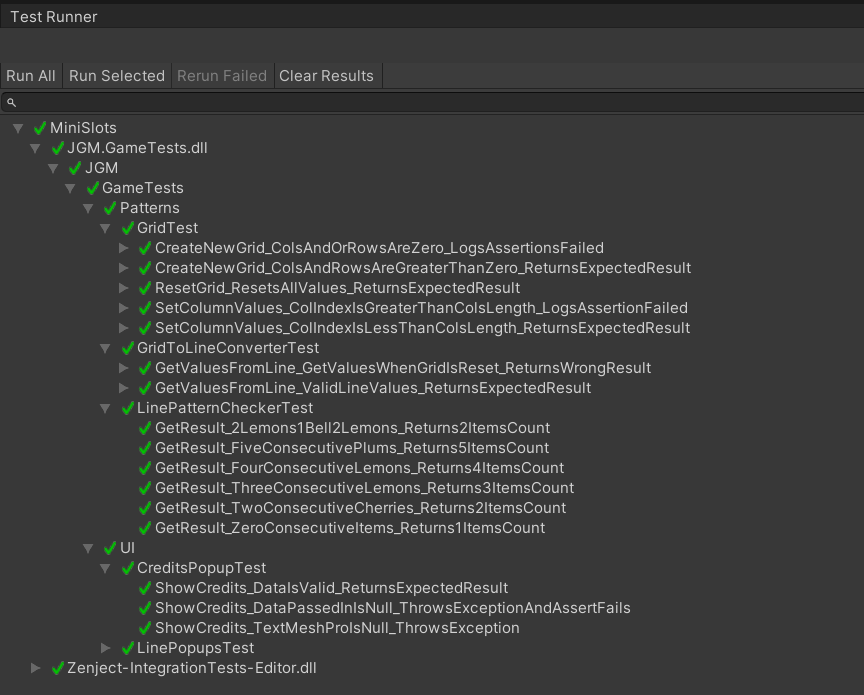 Test Runner
Run All Run Selected Rerun Failed Clear Results
MiniSlots
JGM.GameTests.dll
JGM
GameTests
Patterns
GridTest
CreateNewGrid_ColsAndOrRowsAreZero_LogsAssertionsFailed
CreateNewGrid_ColsAndRowsAreGreaterThanZero_ReturnsExpectedResult
ResetGrid_ResetsAllValues_ReturnsExpectedResult
SetColumnValues_ColIndexIsGreaterThanColsLength_LogsAssertionFailed
SetColumnValues_ColIndexIsLessThanColsLength_ReturnsExpectedResult
GridToLineConverterTest
GetValuesFromLine_GetValuesWhenGridIsReset_ReturnsWrongResult
GetValuesFromLine_ValidLineValues_ReturnsExpectedResult
LinePatternCheckerTest
GetResult_2Lemons1Bell2Lemons_Returns2ItemsCount
GetResult_FiveConsecutivePlums_Returns5ItemsCount
GetResult_FourConsecutiveLemons_Returns4ItemsCount
GetResult_ThreeConsecutiveLemons_Returns3ItemsCount
GetResult_TwoConsecutiveCherries_Returns2ItemsCount
GetResult_ZeroConsecutiveItems_Returns1ItemsCount
UI
CreditsPopupTest
ShowCredits_DataIsValid_ReturnsExpectedResult
ShowCredits_DataPassedInIsNull_ThrowsExceptionAndAssertFails
ShowCredits_TextMeshProIsNull_ThrowsException
LinePopupsTest
Zenject-IntegrationTests-Editor.dll